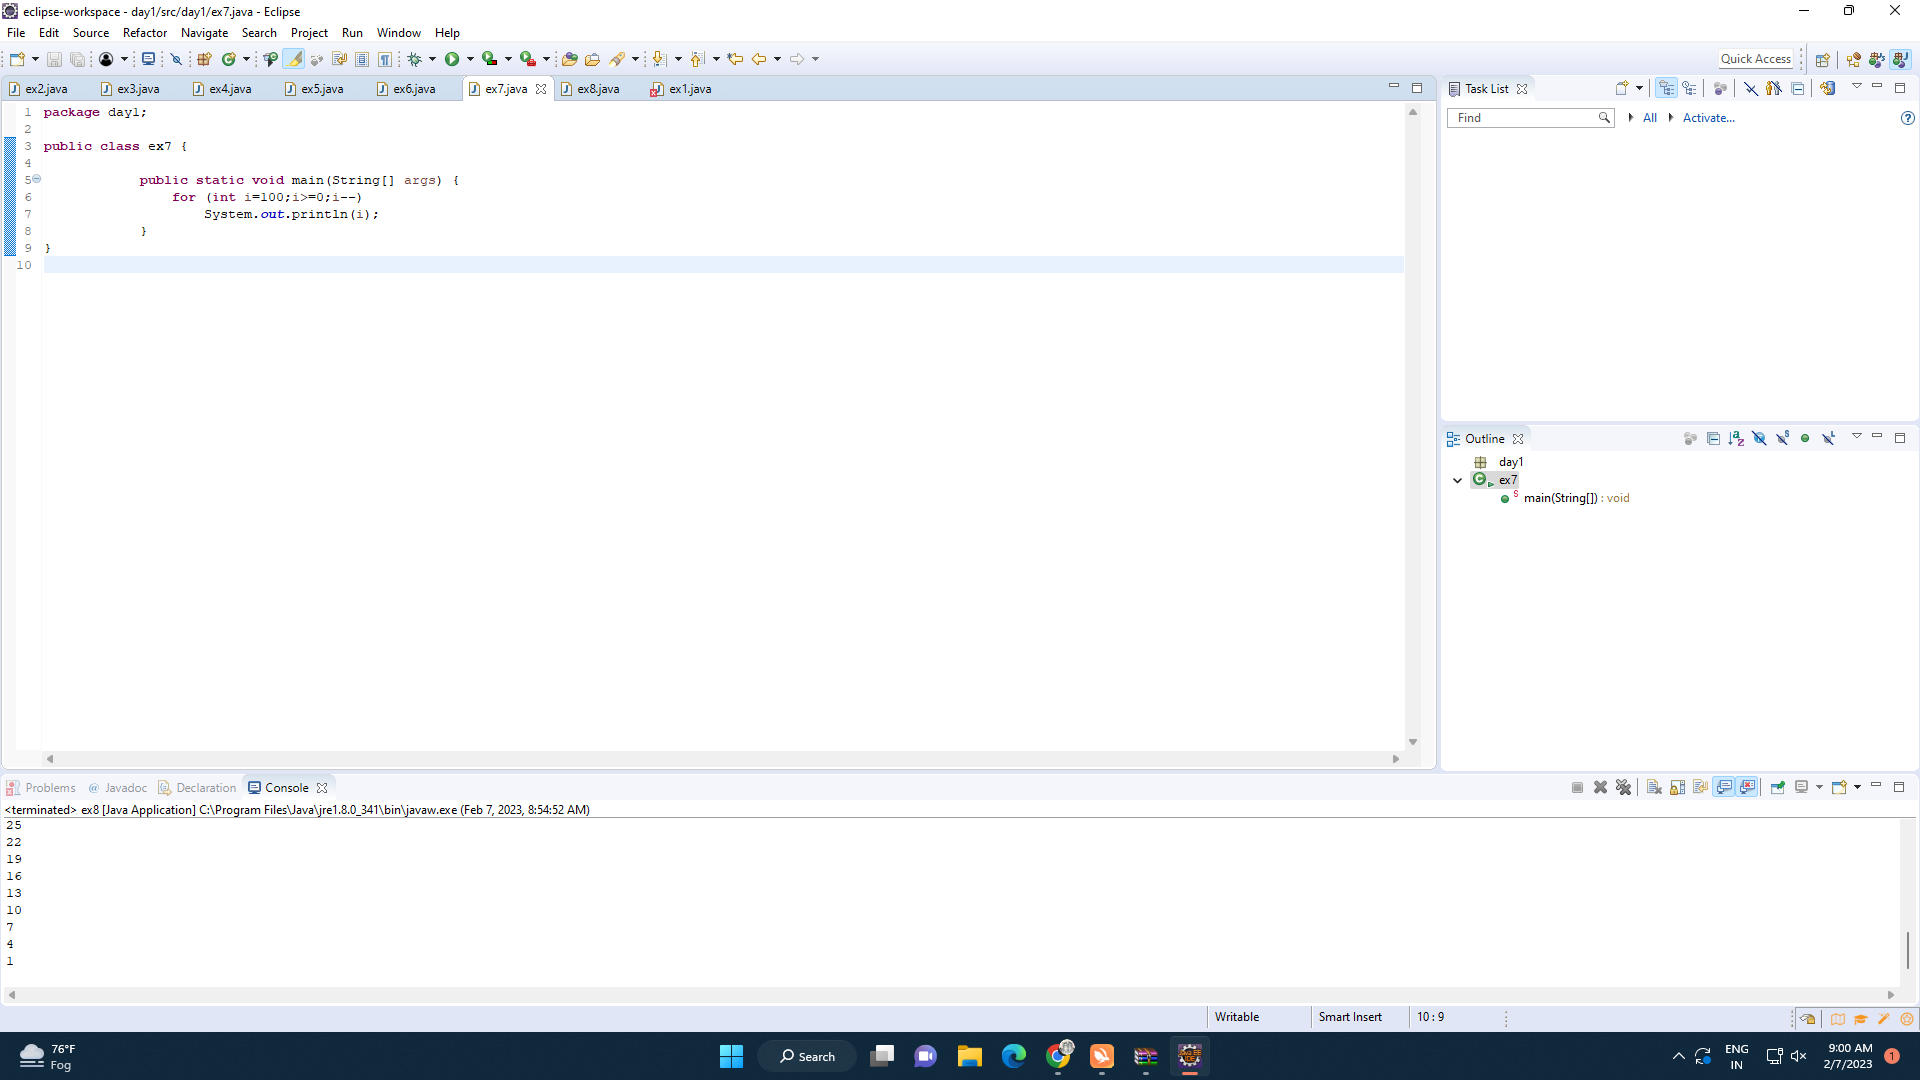 eclipse-workspace - day1/src/day1/ex7.java - Eclipse
File Edit Source Refactor Navigate Search Project Run Window Help
Quick Access
ex2.java ex3.java ex4.java ex5.java ex6.java ex7.java ex8.java ex1.java
1 package day1;
2
3 public class ex7 {
4
5 public static void main(String[] args) {
6 for (int i=100;i>=0;i--)
7 System.out.println(i);
8 }
9 }
10
Task List
Find All Activate...
Outline
day1
ex7
main(String[]) : void
Problems @ Javadoc Declaration Console
<terminated> ex8 [Java Application] C:\Program Files\Java\jre1.8.0_341\bin\javaw.exe (Feb 7, 2023, 8:54:52 AM)
25
22
19
16
13
10
7
4
1
Writable Smart Insert 10 : 9
76°F
Fog
Search
ENG
IN
9:00 AM
2/7/2023
1